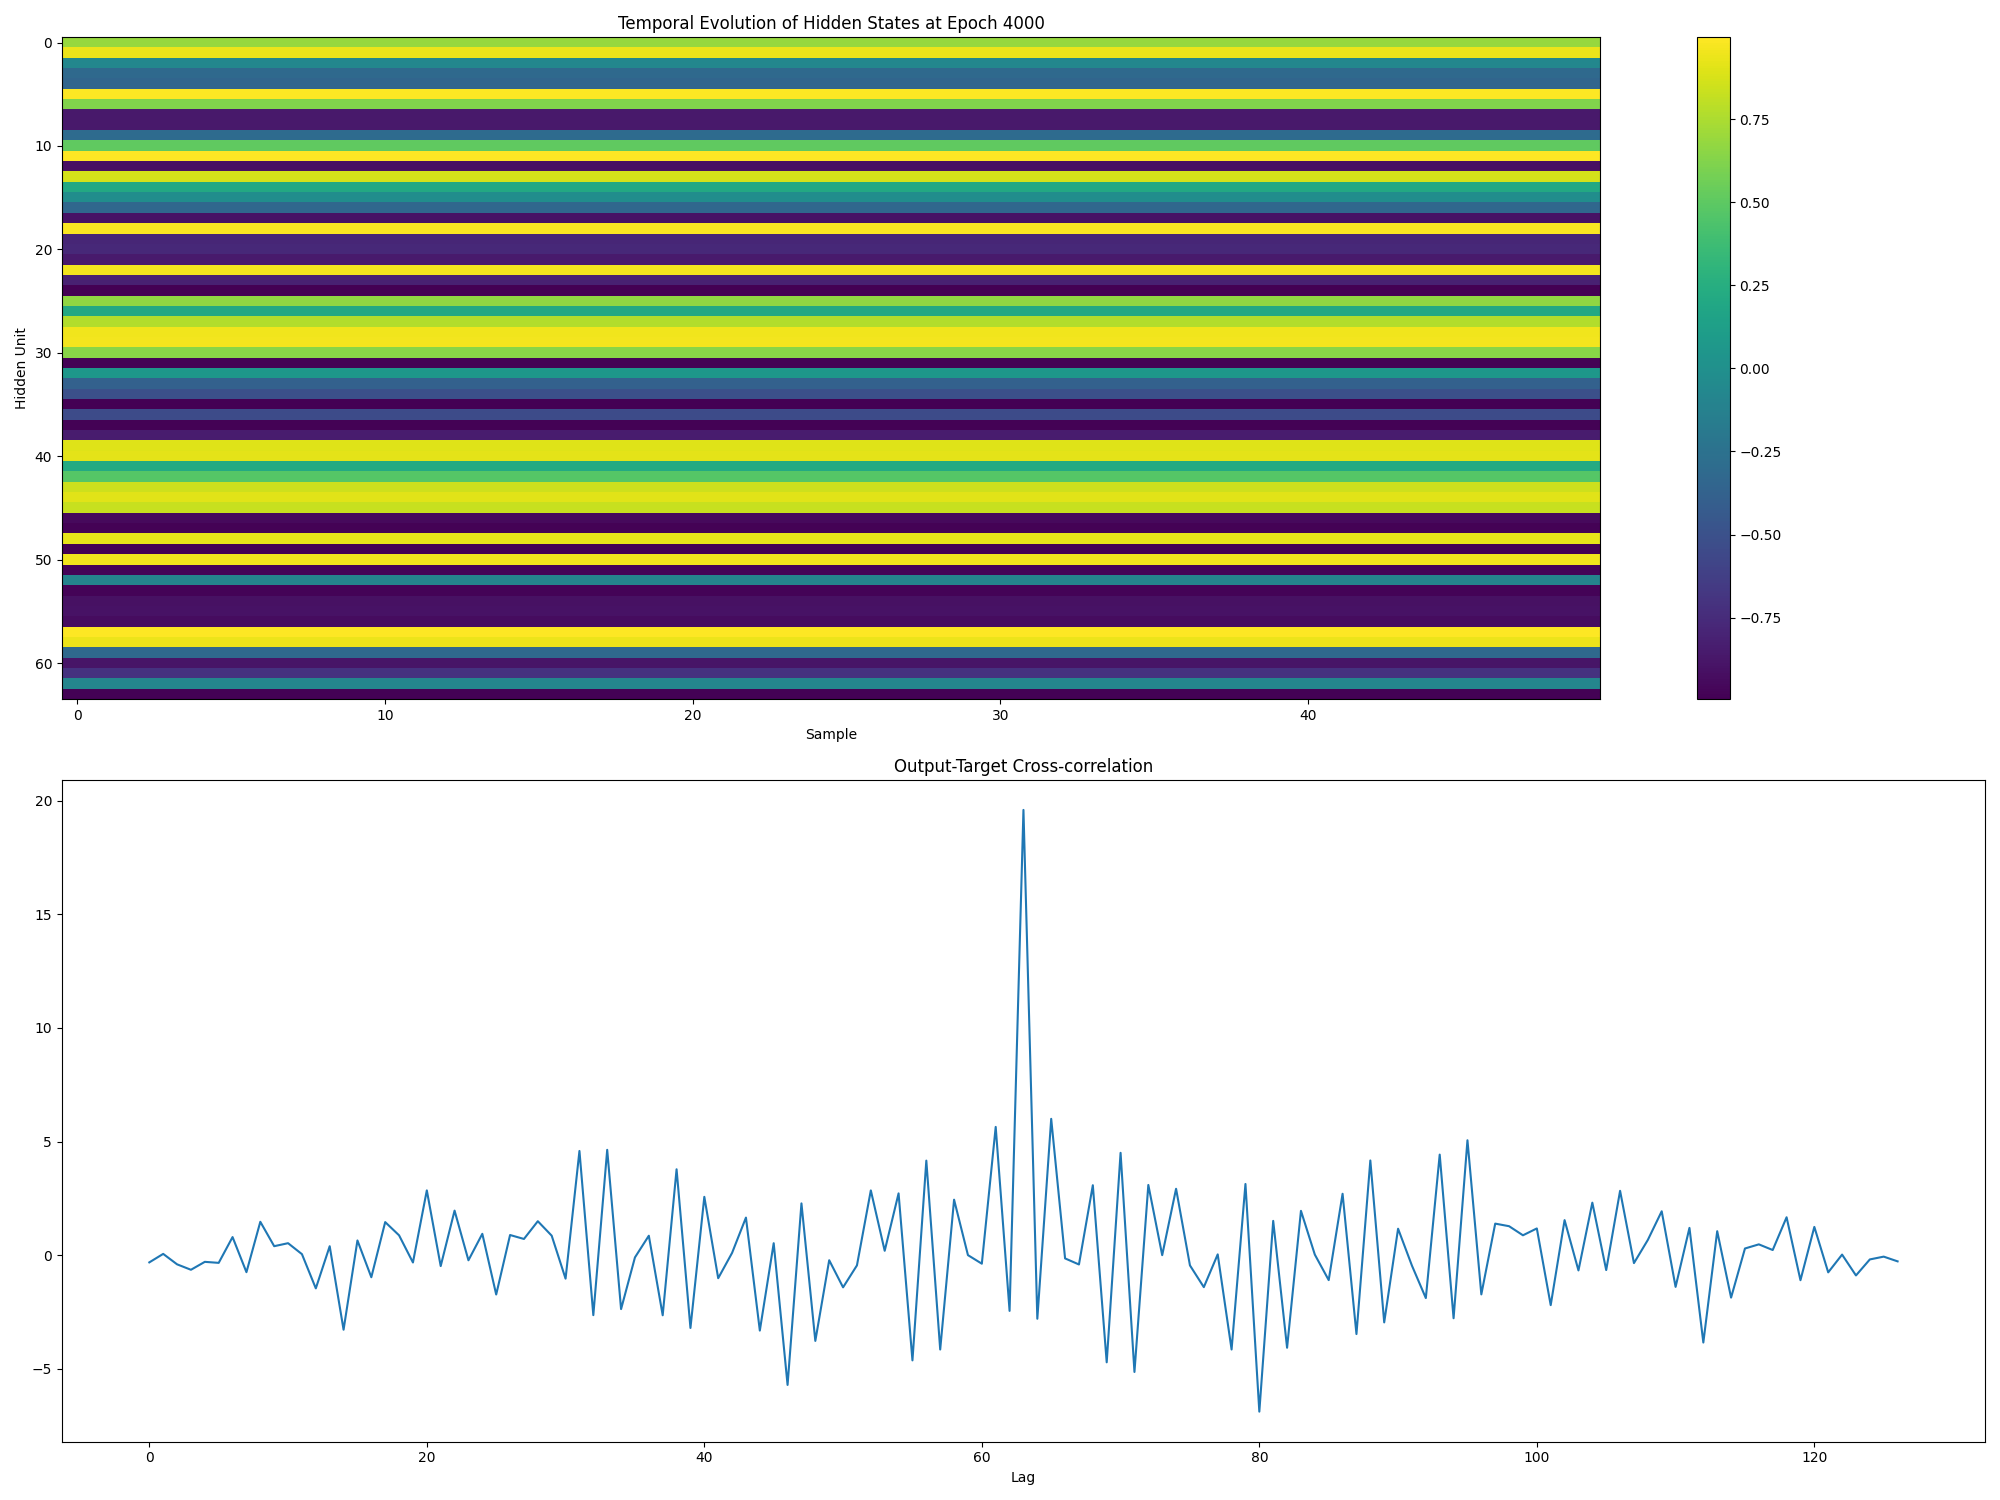 Temporal Evolution of Hidden States at Epoch 4000
Hidden Unit
0
10
20
30
40
50
60
0 10 20 30 40
Sample
0.75
0.50
0.25
0.00
−0.25
−0.50
−0.75
Output-Target Cross-correlation
20
15
10
5
0
−5
0 20 40 60 80 100 120
Lag